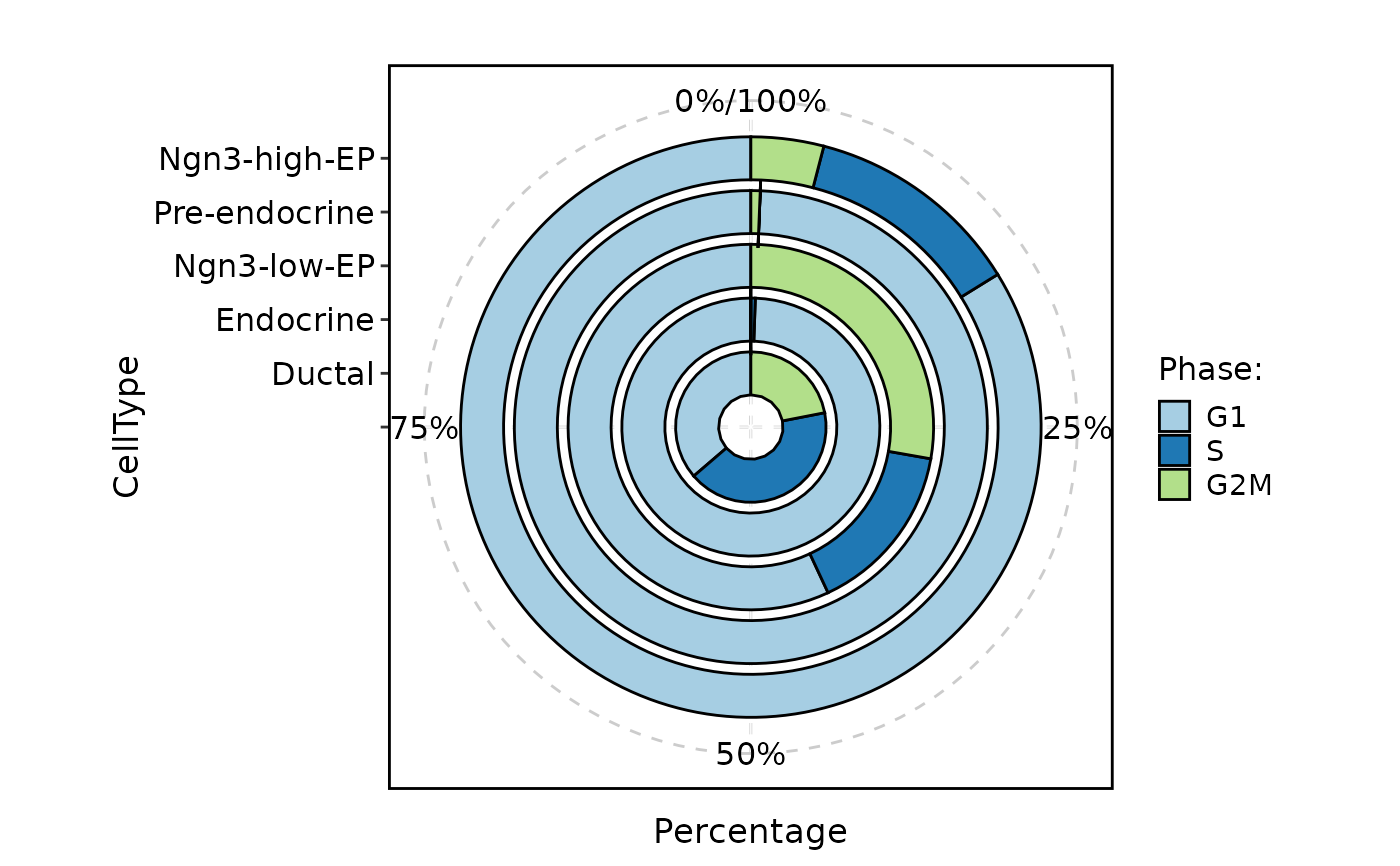 0%/100%
Ngn3-high-EP
Pre-endocrine
Ngn3-low-EP
Endocrine
Ductal
CellType
75%
25%
50%
Percentage
Phase:
G1
S
G2M